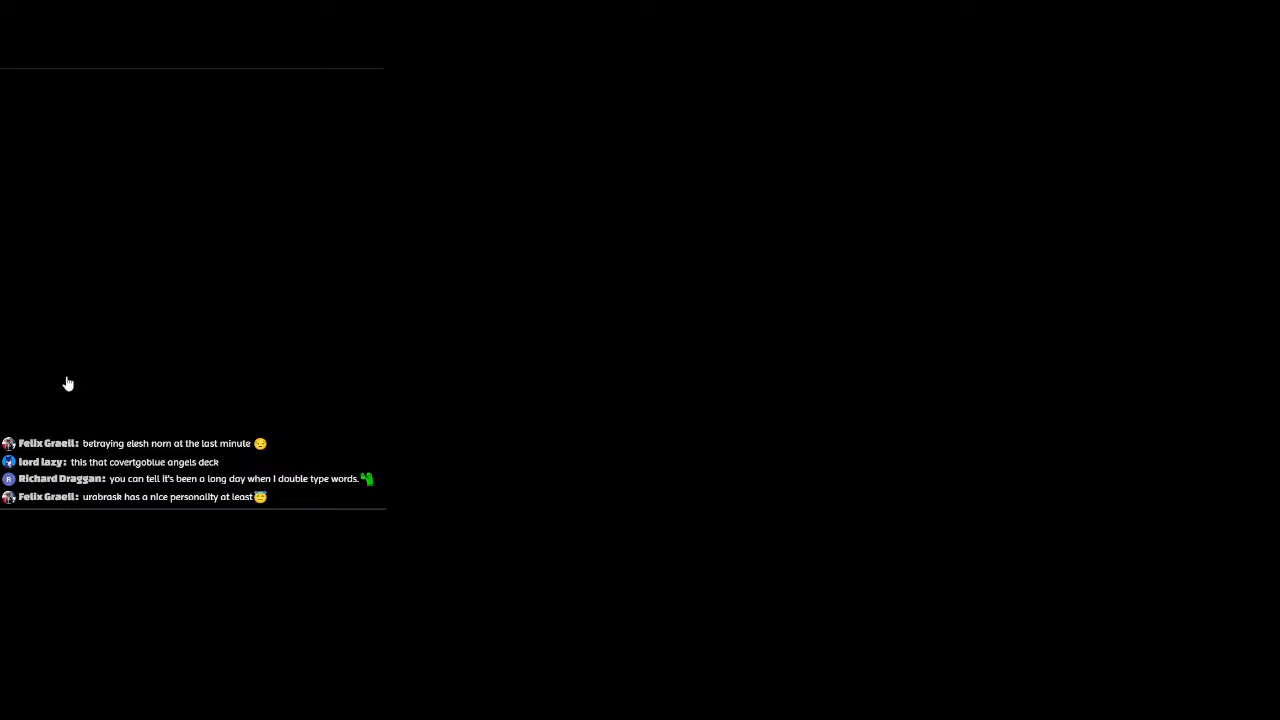 Felix Graell: betraying elesh norn at the last minute 😒
lord lazy: this that covertgoblue angels deck
Richard Draggan: you can tell it's been a long day when I double type words.
Felix Graell: urabrask has a nice personality at least😇